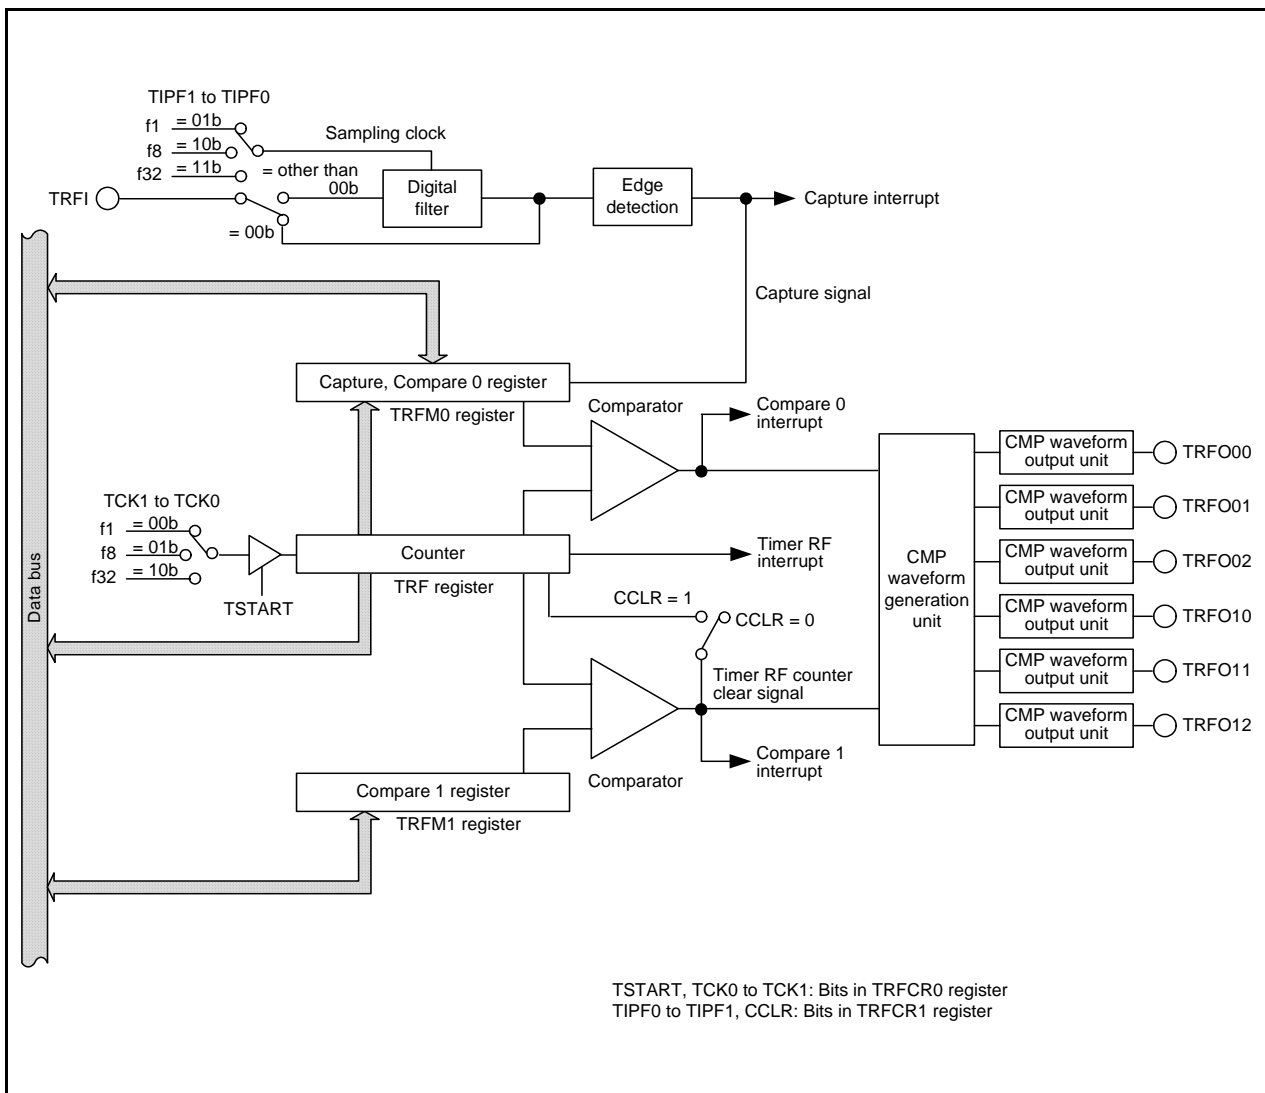 TIPF1 to TIPF0
f1 = 01b
f8 = 10b
f32 = 11b
Sampling clock
= other than
00b
= 00b
TRFI
Digital
filter
Edge
detection
Capture interrupt
Capture signal
Data bus
Capture, Compare 0 register
TRFM0 register
Comparator
Compare 0
interrupt
TCK1 to TCK0
f1 = 00b
f8 = 01b
f32 = 10b
TSTART
Counter
TRF register
Timer RF
interrupt
CCLR = 1
CCLR = 0
Timer RF counter
clear signal
Comparator
Compare 1
interrupt
Compare 1 register
TRFM1 register
CMP
waveform
generation
unit
CMP waveform
output unit
TRFO00
CMP waveform
output unit
TRFO01
CMP waveform
output unit
TRFO02
CMP waveform
output unit
TRFO10
CMP waveform
output unit
TRFO11
CMP waveform
output unit
TRFO12
TSTART, TCK0 to TCK1: Bits in TRFCR0 register
TIPF0 to TIPF1, CCLR: Bits in TRFCR1 register